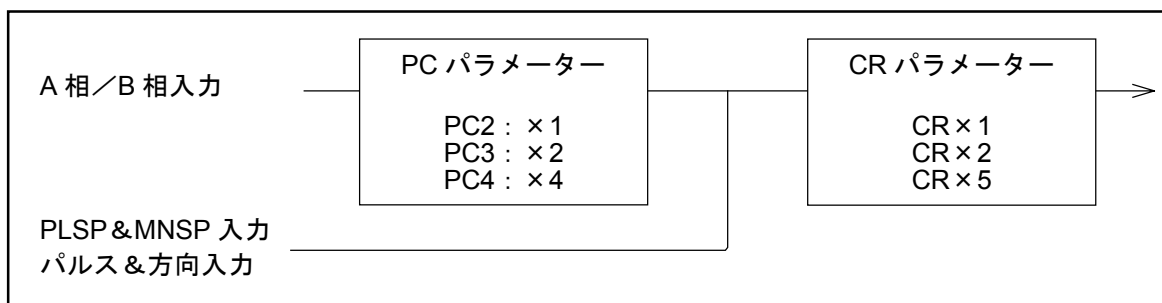 A 相／B 相入力
PC パラメーター
PC2： ×1
PC3： ×2
PC4： ×4
CR パラメーター
CR×1
CR×2
CR×5
PLSP＆MNSP 入力
パルス＆方向入力